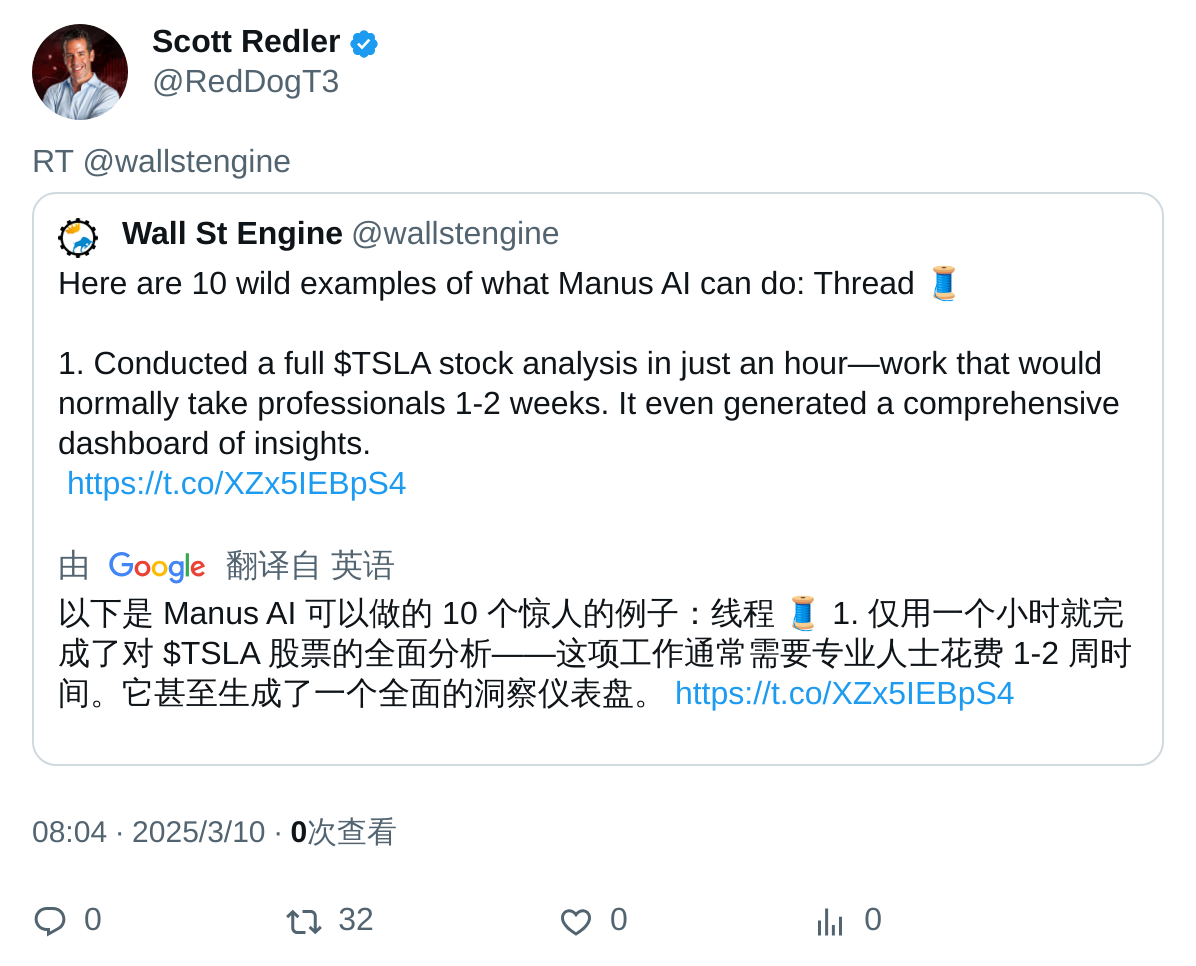 Scott Redler
@RedDogT3
RT @wallstengine
Wall St Engine @wallstengine
Here are 10 wild examples of what Manus AI can do: Thread 🧵
1. Conducted a full $TSLA stock analysis in just an hour—work that would
normally take professionals 1-2 weeks. It even generated a comprehensive
dashboard of insights.
https://t.co/XZx5IEBpS4
由 Google 翻译自 英语
以下是 Manus AI 可以做的 10 个惊人的例子：线程 🧵 1. 仅用一个小时就完
成了对 $TSLA 股票的全面分析——这项工作通常需要专业人士花费 1-2 周时
间。它甚至生成了一个全面的洞察仪表盘。 https://t.co/XZx5IEBpS4
08:04 · 2025/3/10 · 0次查看
0 32 0 0